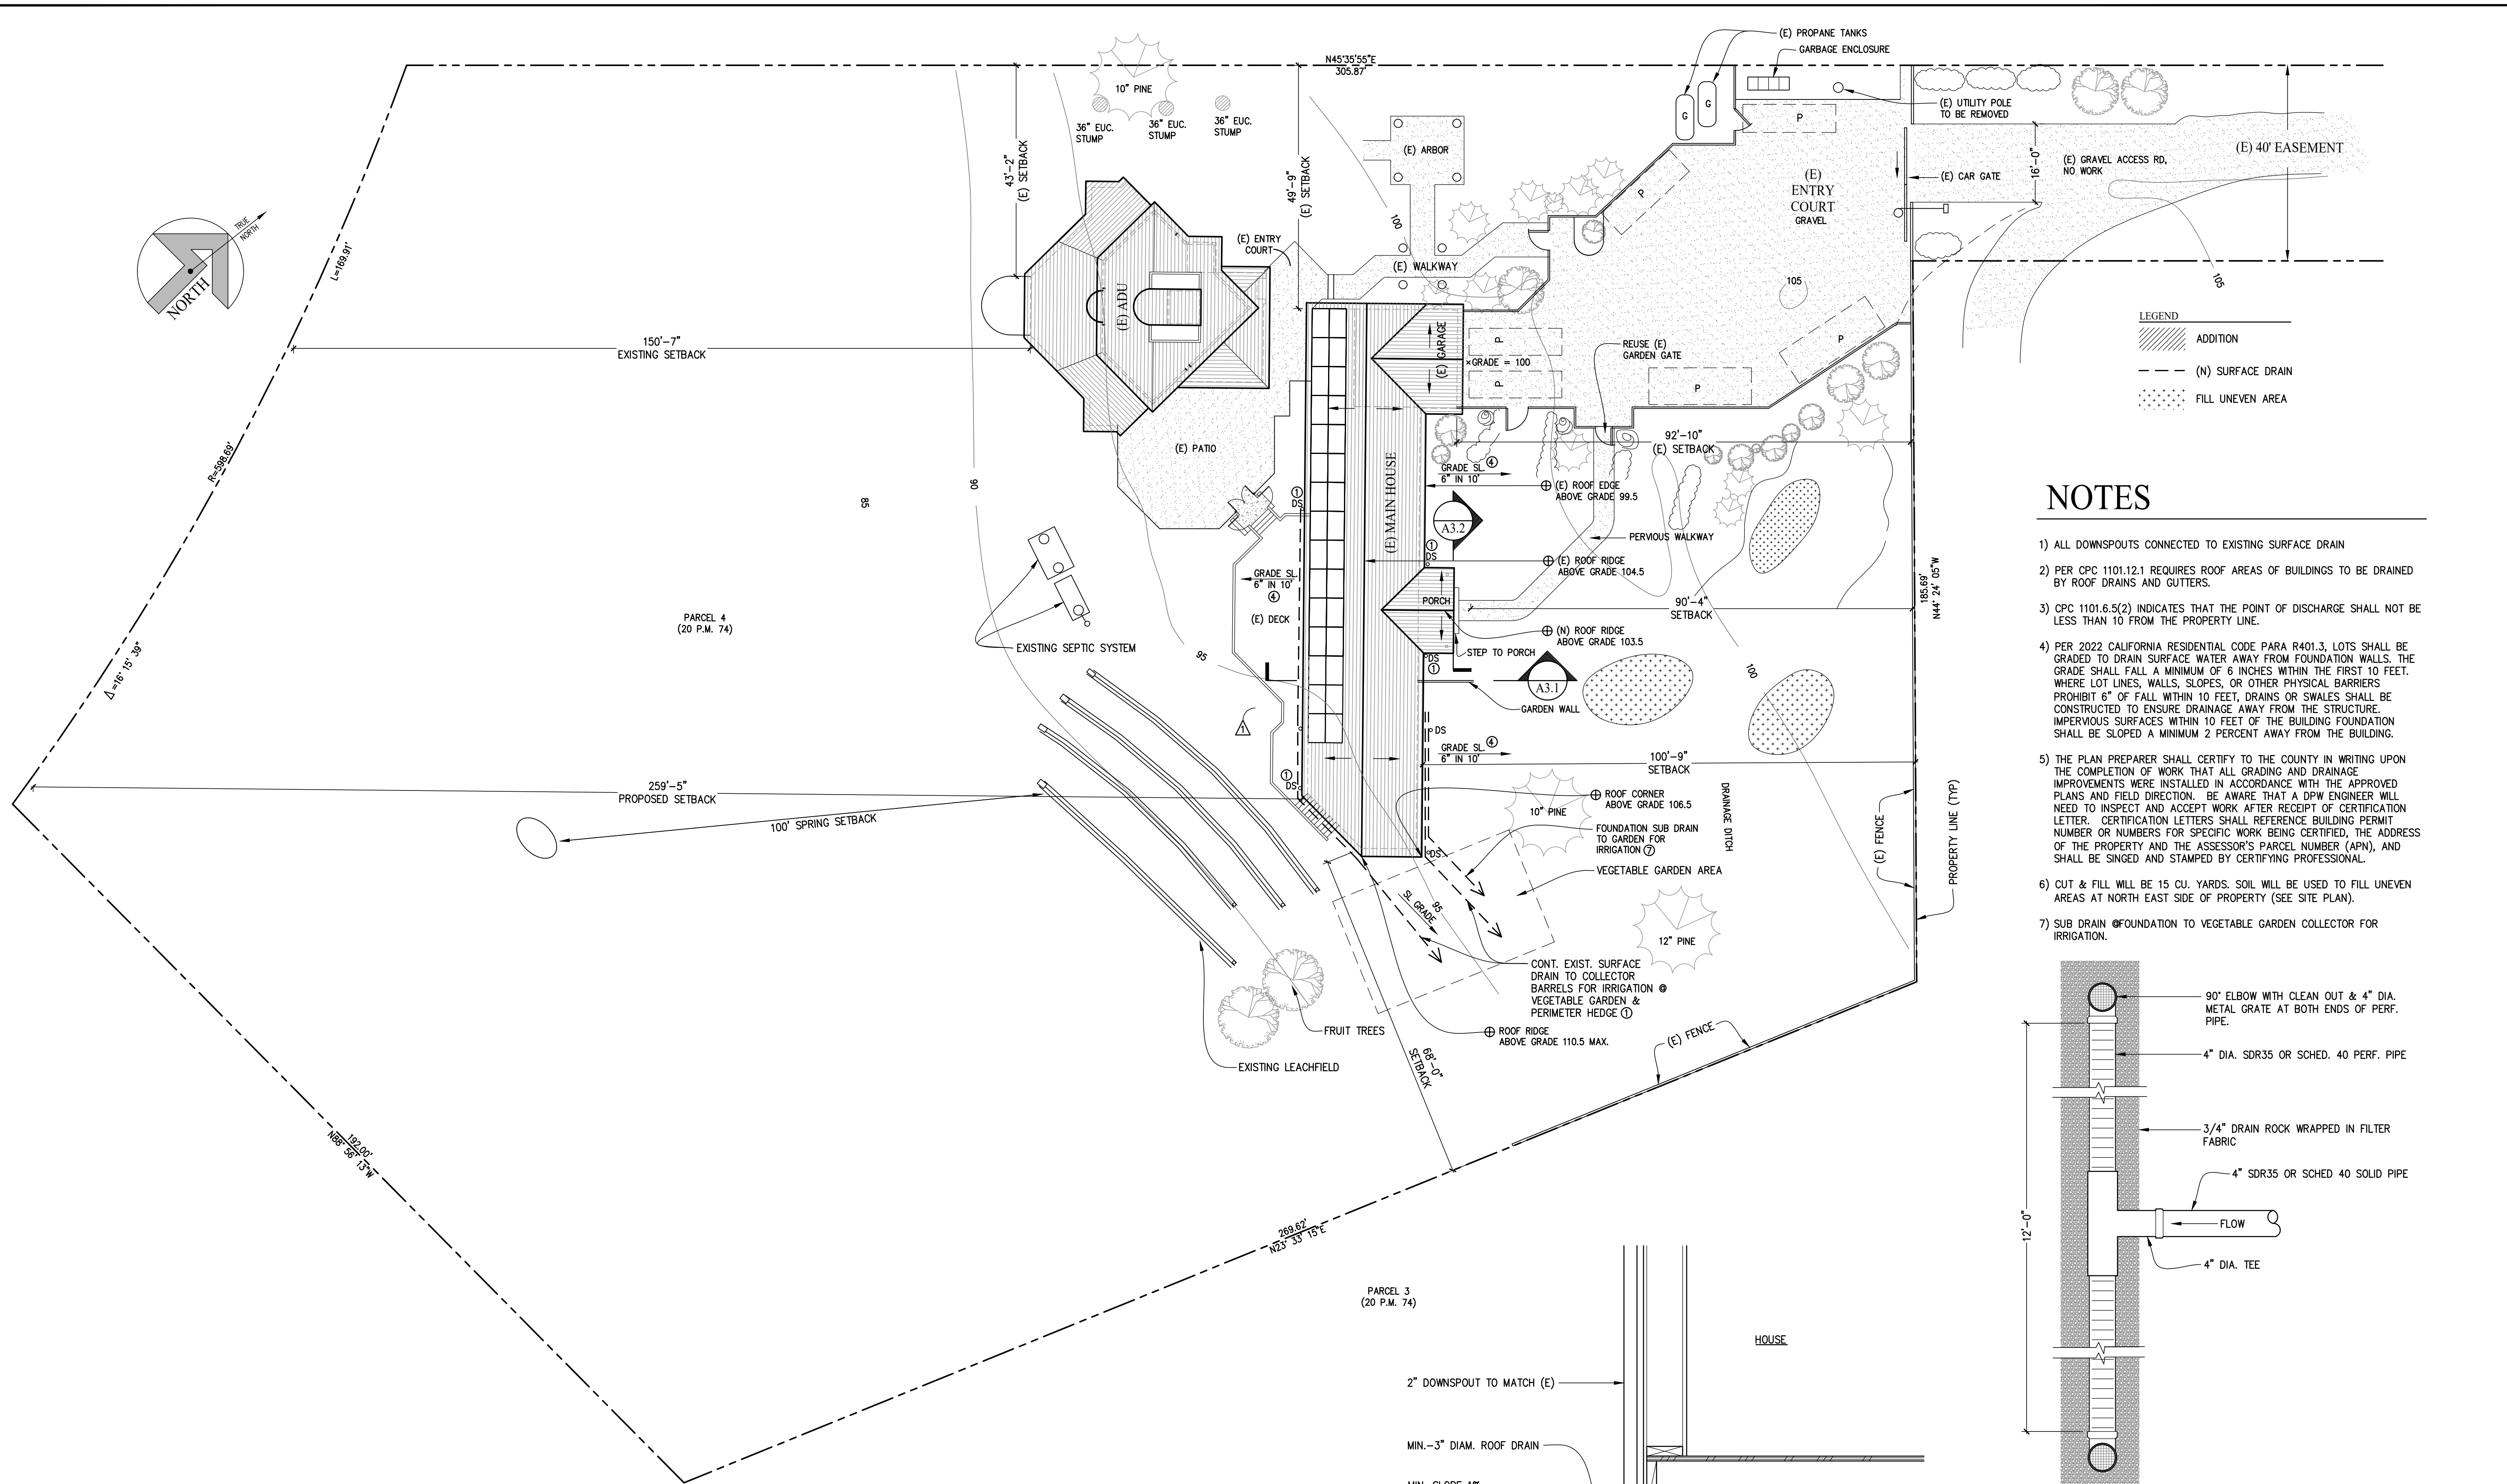 (E) PROPANE TANKS
GARBAGE ENCLOSURE
N45°35'55"E
305.87'
10" PINE
36" EUC.
STUMP
36" EUC.
STUMP
36" EUC.
STUMP
43'-2"
(E) SETBACK
49'-9"
(E) SETBACK
(E) ARBOR
G
G
P
(E) UTILITY POLE
TO BE REMOVED
(E) 40' EASEMENT
16'-0"
(E) GRAVEL ACCESS RD,
NO WORK
(E) CAR GATE
(E)
ENTRY
COURT
GRAVEL
P
100
TRUE
NORTH
NORTH
L=169.91'
(E) ENTRY
COURT
(E) WALKWAY
(E) ADU
105
105
LEGEND
ADDITION
(N) SURFACE DRAIN
FILL UNEVEN AREA
150'-7"
EXISTING SETBACK
(E) GARAGE
P
×GRADE = 100
P
REUSE (E)
GARDEN GATE
P
P
R=598.69'
(E) PATIO
92'-10"
(E) SETBACK
90
85
GRADE SL. 4
6" IN 10'
(E) ROOF EDGE
ABOVE GRADE 99.5
1
DS
(E) MAIN HOUSE
A3.2
PERVIOUS WALKWAY
1
DS
(E) ROOF RIDGE
ABOVE GRADE 104.5
GRADE SL.
6" IN 10'
4
(E) DECK
PORCH
90'-4"
SETBACK
185.69'
N44° 24' 05"W
PARCEL 4
(20 P.M. 74)
EXISTING SEPTIC SYSTEM
(N) ROOF RIDGE
ABOVE GRADE 103.5
STEP TO PORCH
DS
1
95
100
Δ=16° 15' 39"
A3.1
GARDEN WALL
1
DS
GRADE SL. 4
6" IN 10'
100'-9"
SETBACK
259'-5"
PROPOSED SETBACK
1
DS
100' SPRING SETBACK
ROOF CORNER
ABOVE GRADE 106.5
10" PINE
DRAINAGE DITCH
FOUNDATION SUB DRAIN
TO GARDEN FOR
IRRIGATION 7
DS
VEGETABLE GARDEN AREA
(E) FENCE
PROPERTY LINE (TYP)
SL GRADE
95
12" PINE
CONT. EXIST. SURFACE
DRAIN TO COLLECTOR
BARRELS FOR IRRIGATION @
VEGETABLE GARDEN &
PERIMETER HEDGE 1
FRUIT TREES
ROOF RIDGE
ABOVE GRADE 110.5 MAX.
EXISTING LEACHFIELD
68'-0"
SETBACK
(E) FENCE
192.00'
N88° 56' 13"W
269.62'
N23° 33' 15"E
PARCEL 3
(20 P.M. 74)
NOTES
1) ALL DOWNSPOUTS CONNECTED TO EXISTING SURFACE DRAIN
2) PER CPC 1101.12.1 REQUIRES ROOF AREAS OF BUILDINGS TO BE DRAINED
BY ROOF DRAINS AND GUTTERS.
3) CPC 1101.6.5(2) INDICATES THAT THE POINT OF DISCHARGE SHALL NOT BE
LESS THAN 10 FROM THE PROPERTY LINE.
4) PER 2022 CALIFORNIA RESIDENTIAL CODE PARA R401.3, LOTS SHALL BE
GRADED TO DRAIN SURFACE WATER AWAY FROM FOUNDATION WALLS. THE
GRADE SHALL FALL A MINIMUM OF 6 INCHES WITHIN THE FIRST 10 FEET.
WHERE LOT LINES, WALLS, SLOPES, OR OTHER PHYSICAL BARRIERS
PROHIBIT 6" OF FALL WITHIN 10 FEET, DRAINS OR SWALES SHALL BE
CONSTRUCTED TO ENSURE DRAINAGE AWAY FROM THE STRUCTURE.
IMPERVIOUS SURFACES WITHIN 10 FEET OF THE BUILDING FOUNDATION
SHALL BE SLOPED A MINIMUM 2 PERCENT AWAY FROM THE BUILDING.
5) THE PLAN PREPARER SHALL CERTIFY TO THE COUNTY IN WRITING UPON
THE COMPLETION OF WORK THAT ALL GRADING AND DRAINAGE
IMPROVEMENTS WERE INSTALLED IN ACCORDANCE WITH THE APPROVED
PLANS AND FIELD DIRECTION. BE AWARE THAT A DPW ENGINEER WILL
NEED TO INSPECT AND ACCEPT WORK AFTER RECEIPT OF CERTIFICATION
LETTER. CERTIFICATION LETTERS SHALL REFERENCE BUILDING PERMIT
NUMBER OR NUMBERS FOR SPECIFIC WORK BEING CERTIFIED, THE ADDRESS
OF THE PROPERTY AND THE ASSESSOR'S PARCEL NUMBER (APN), AND
SHALL BE SINGED AND STAMPED BY CERTIFYING PROFESSIONAL.
6) CUT & FILL WILL BE 15 CU. YARDS. SOIL WILL BE USED TO FILL UNEVEN
AREAS AT NORTH EAST SIDE OF PROPERTY (SEE SITE PLAN).
7) SUB DRAIN @FOUNDATION TO VEGETABLE GARDEN COLLECTOR FOR
IRRIGATION.
90° ELBOW WITH CLEAN OUT & 4" DIA.
METAL GRATE AT BOTH ENDS OF PERF.
PIPE.
4" DIA. SDR35 OR SCHED. 40 PERF. PIPE
3/4" DRAIN ROCK WRAPPED IN FILTER
FABRIC
4" SDR35 OR SCHED 40 SOLID PIPE
12'-0"
FLOW
4" DIA. TEE
HOUSE
2" DOWNSPOUT TO MATCH (E)
MIN.-3" DIAM. ROOF DRAIN
MIN. SLOPE 1%